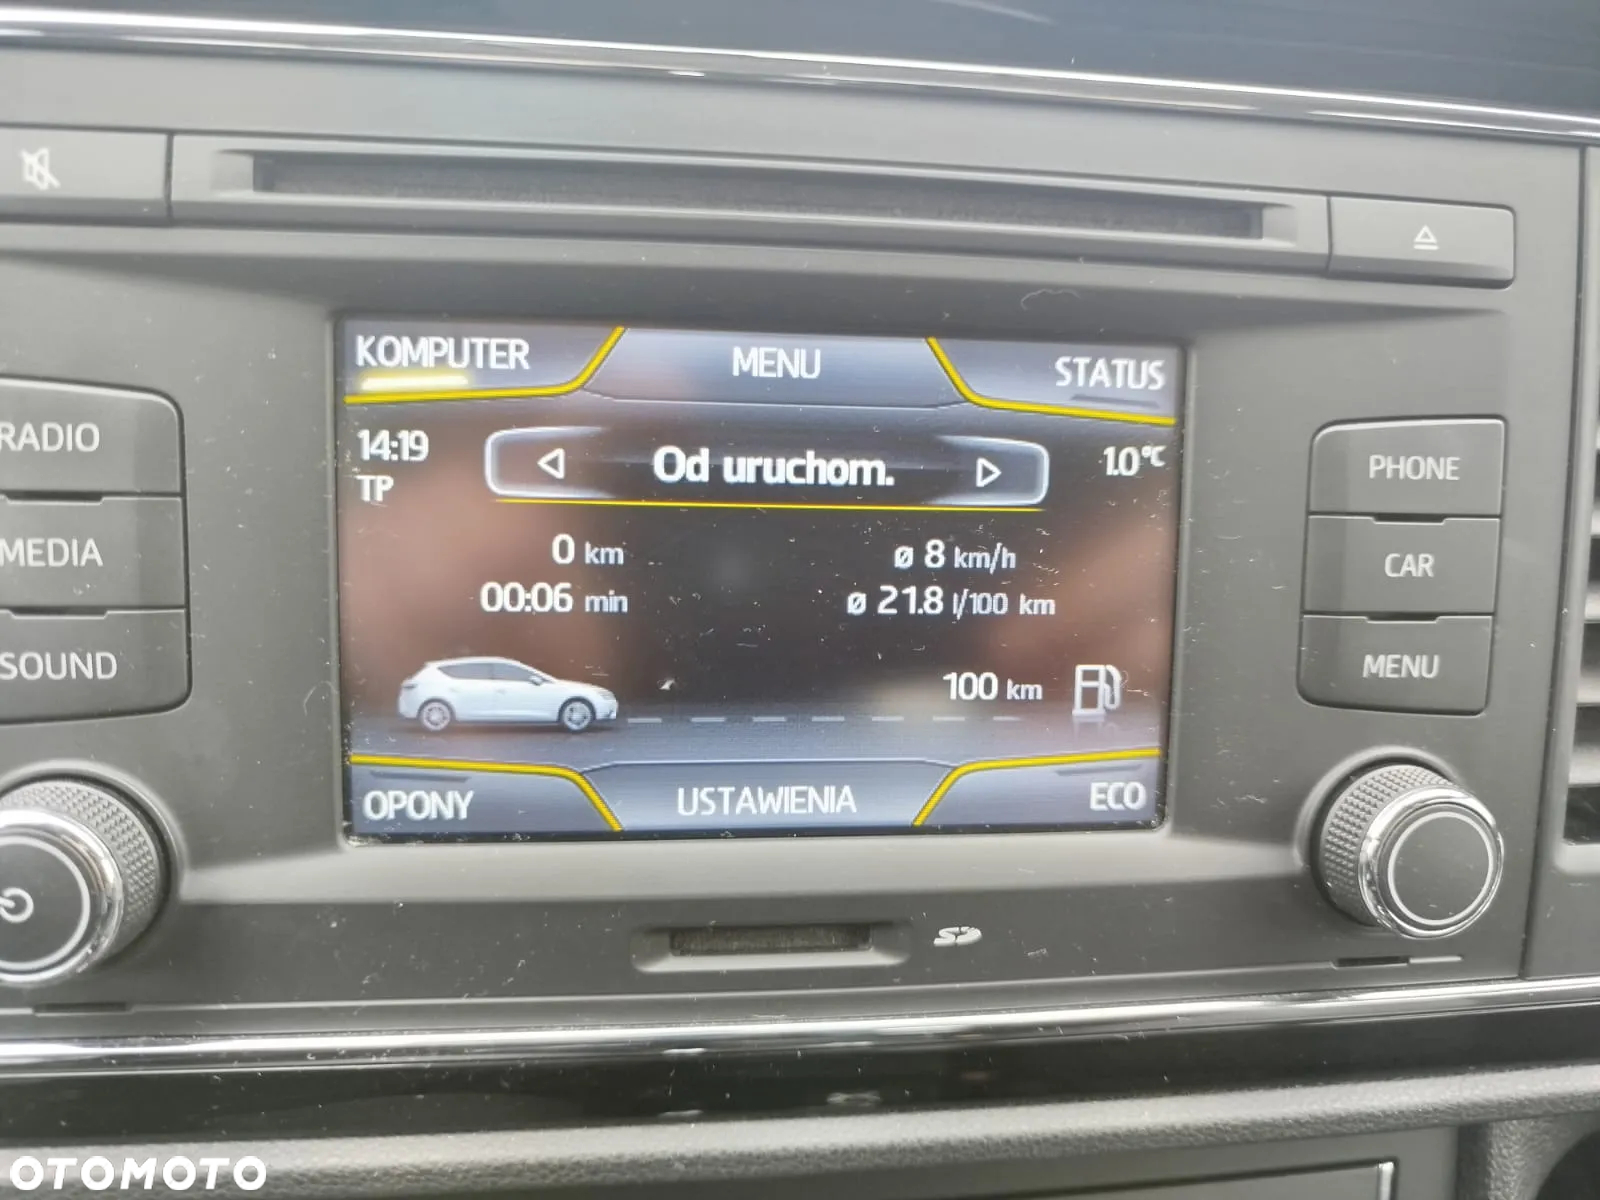 KOMPUTER MENU STATUS
14:19 Od uruchom. 1.0°C
TP
0 km ø 8 km/h
00:06 min ø 21.8 l/100 km
100 km
OPONY USTAWIENIA ECO
RADIO
MEDIA
SOUND
PHONE
CAR
MENU
SD
OTOMOTO